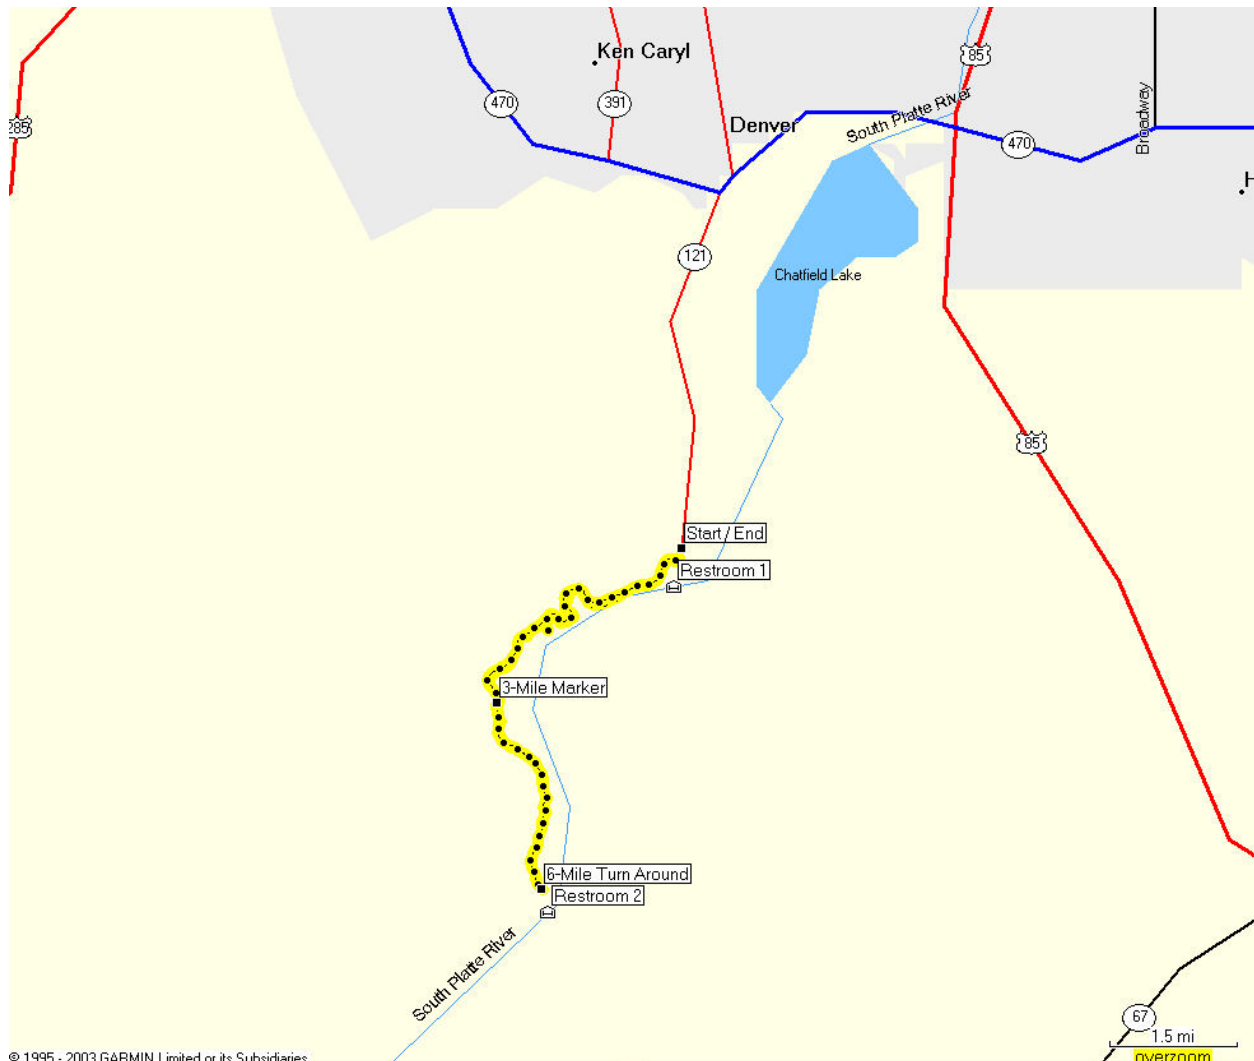 Ken Caryl
85
470
391
Broadway
South Platte River
Denver
285
470
H
121
Chatfield Lake
85
Start / End
Restroom 1
3-Mile Marker
6-Mile Turn Around
Restroom 2
South Platte River
67
1.5 mi
overzoom
© 1995 - 2003 GARMIN Limited or its Subsidiaries